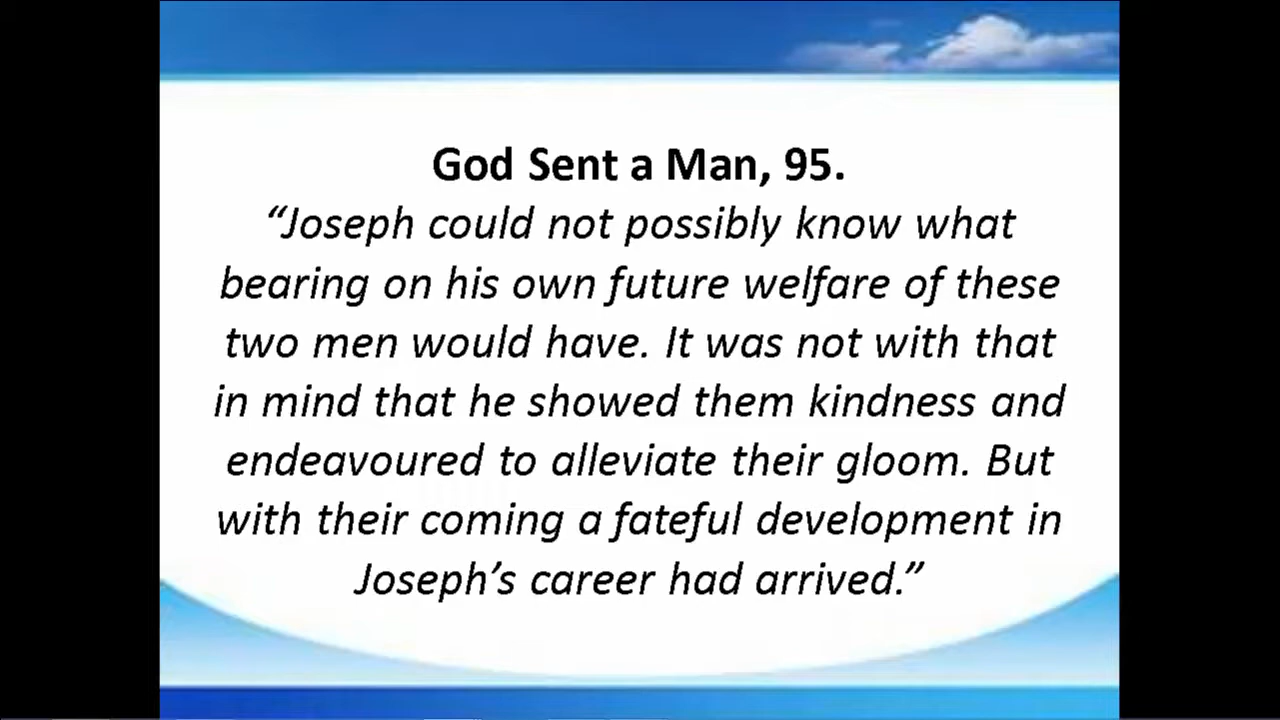 God Sent a Man, 95.
“Joseph could not possibly know what
bearing on his own future welfare of these
two men would have. It was not with that
in mind that he showed them kindness and
endeavoured to alleviate their gloom. But
with their coming a fateful development in
Joseph’s career had arrived.”